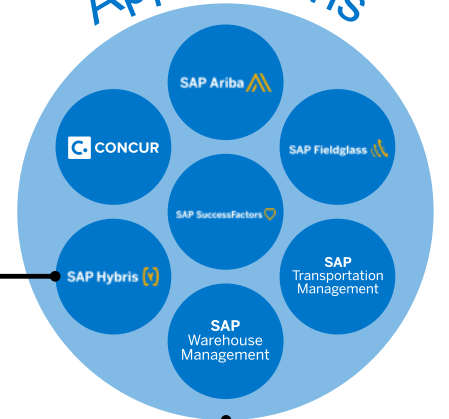 SAP Ariba
CONCUR
SAP Fieldglass
SAP SuccessFactors
SAP Hybris
SAP
Transportation
Management
SAP
Warehouse
Management